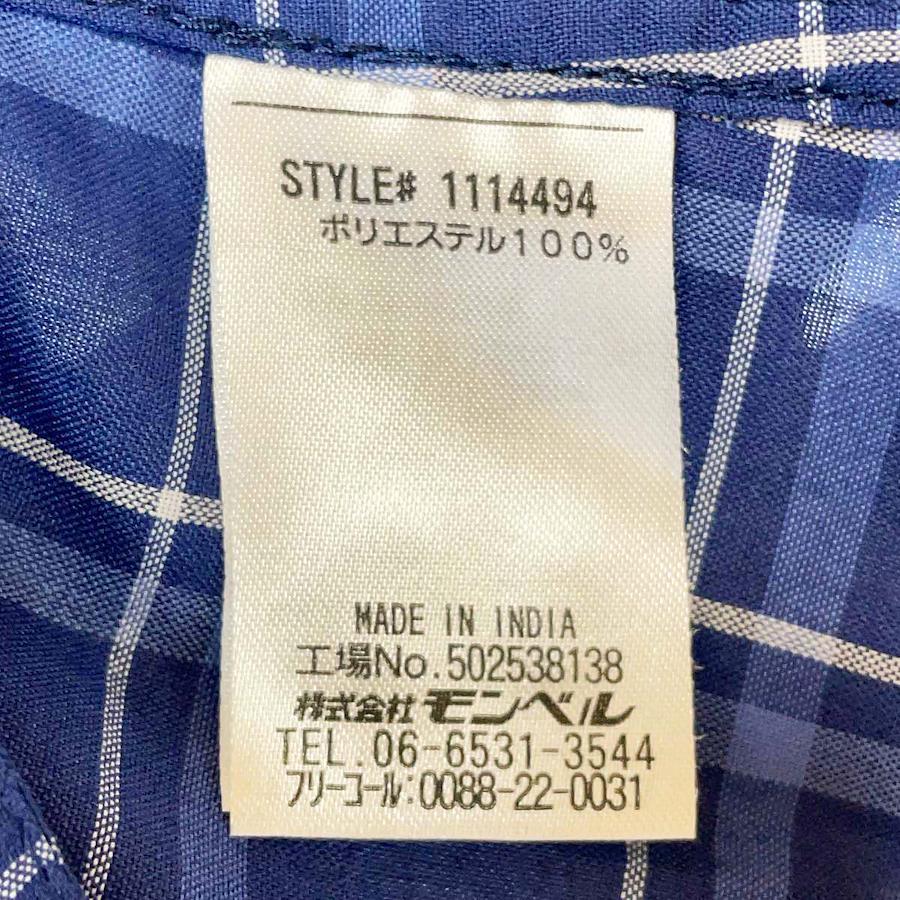 STYLE# 1114494
ポリエステル100%
MADE IN INDIA
工場No.502538138
株式会社 モンベル
TEL.06-6531-3544
フリーコール:0088-22-0031